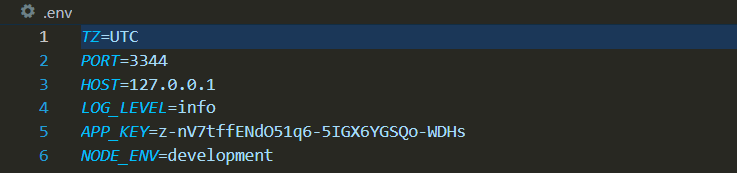 .env
1 TZ=UTC
2 PORT=3344
3 HOST=127.0.0.1
4 LOG_LEVEL=info
5 APP_KEY=z-nV7tffENdO51q6-5IGX6YGSQo-WDHs
6 NODE_ENV=development